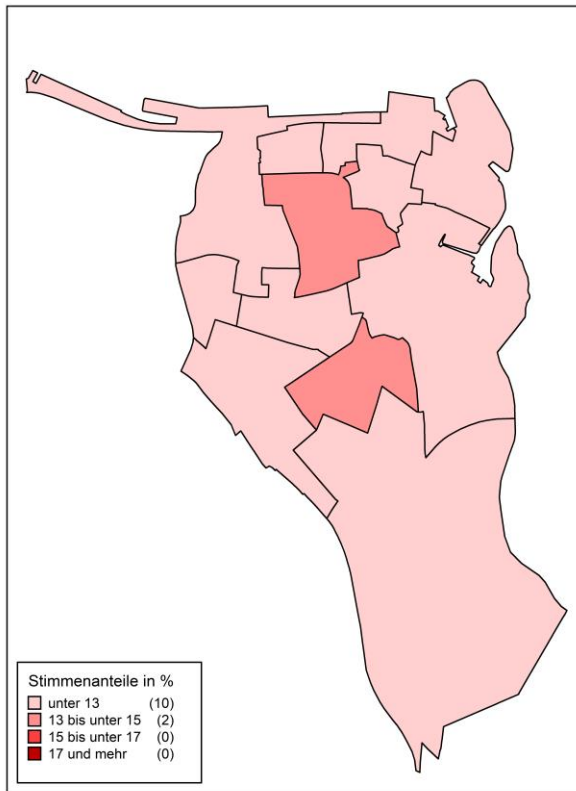 Stimmenanteile in %
unter 13 (10)
13 bis unter 15 (2)
15 bis unter 17 (0)
17 und mehr (0)